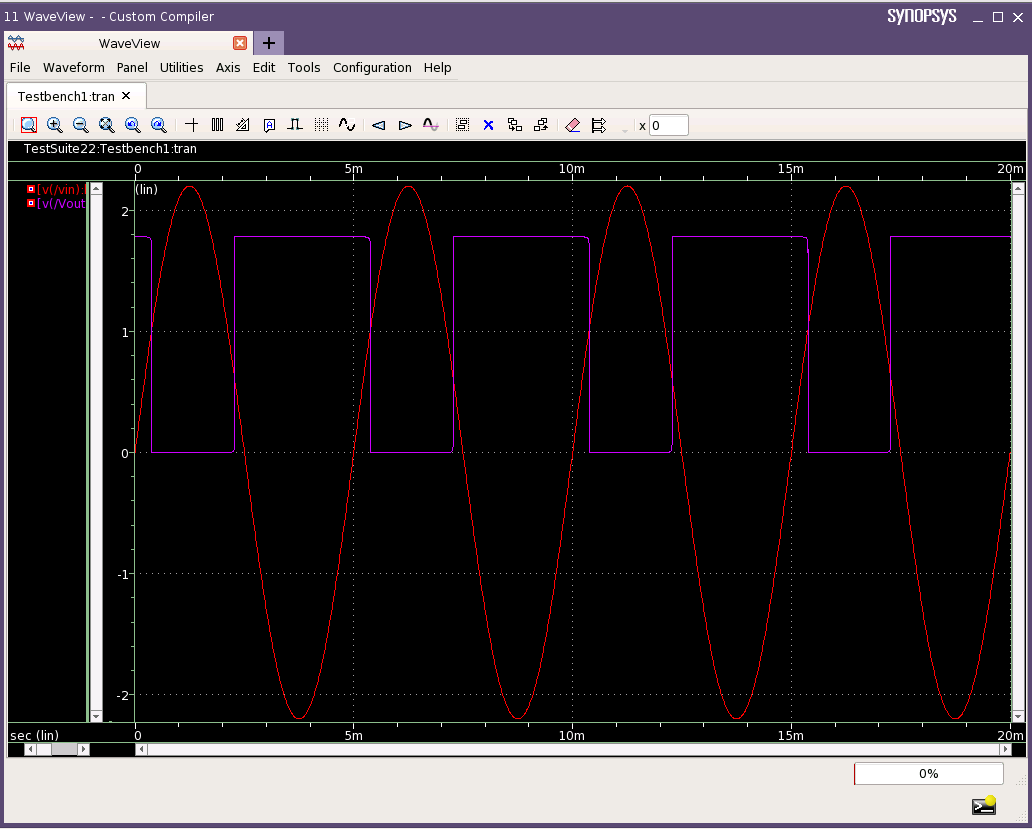 11 WaveView - - Custom Compiler
SYNOPSYS
WaveView
File Waveform Panel Utilities Axis Edit Tools Configuration Help
Testbench1:tran
x 0
TestSuite22:Testbench1:tran
0 5m 10m 15m 20m
[v(/vin):
[v(/Vout
(lin)
2
1
0
-1
-2
sec (lin)
0 5m 10m 15m 20m
0%